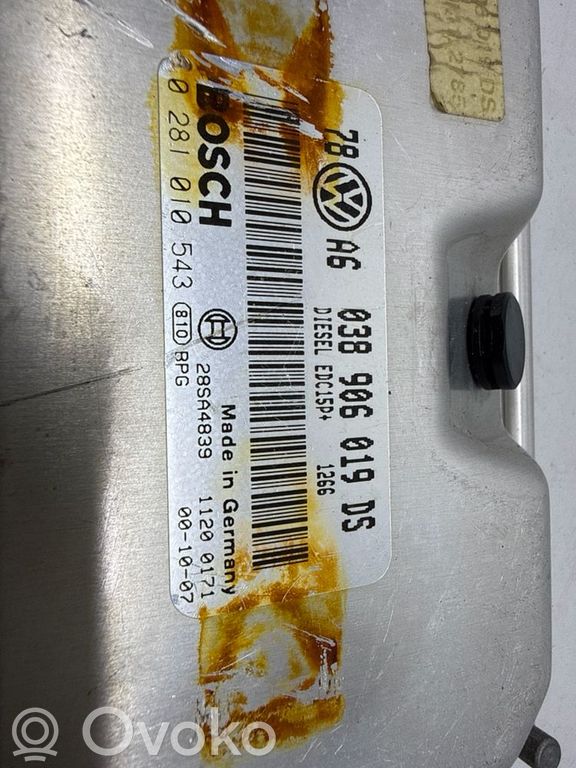 78 A6 038 906 019 DS
DIESEL EDC15P+ 1266
BOSCH
0 281 010 543 810 BPG
28SA4839 1120 0171
Made in Germany
00-10-07
Ovoko